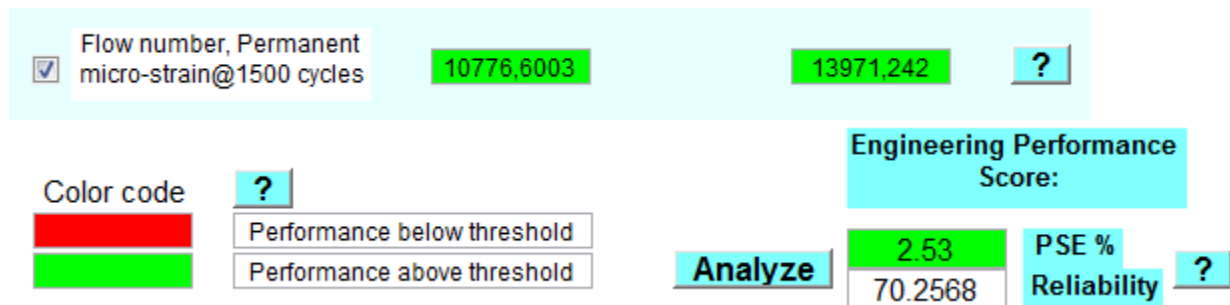 Flow number, Permanent
micro-strain@1500 cycles
10776,6003
13971,242
?
Engineering Performance
Score:
Color code
?
Performance below threshold
Performance above threshold
Analyze
2.53
PSE %
70.2568
Reliability
?